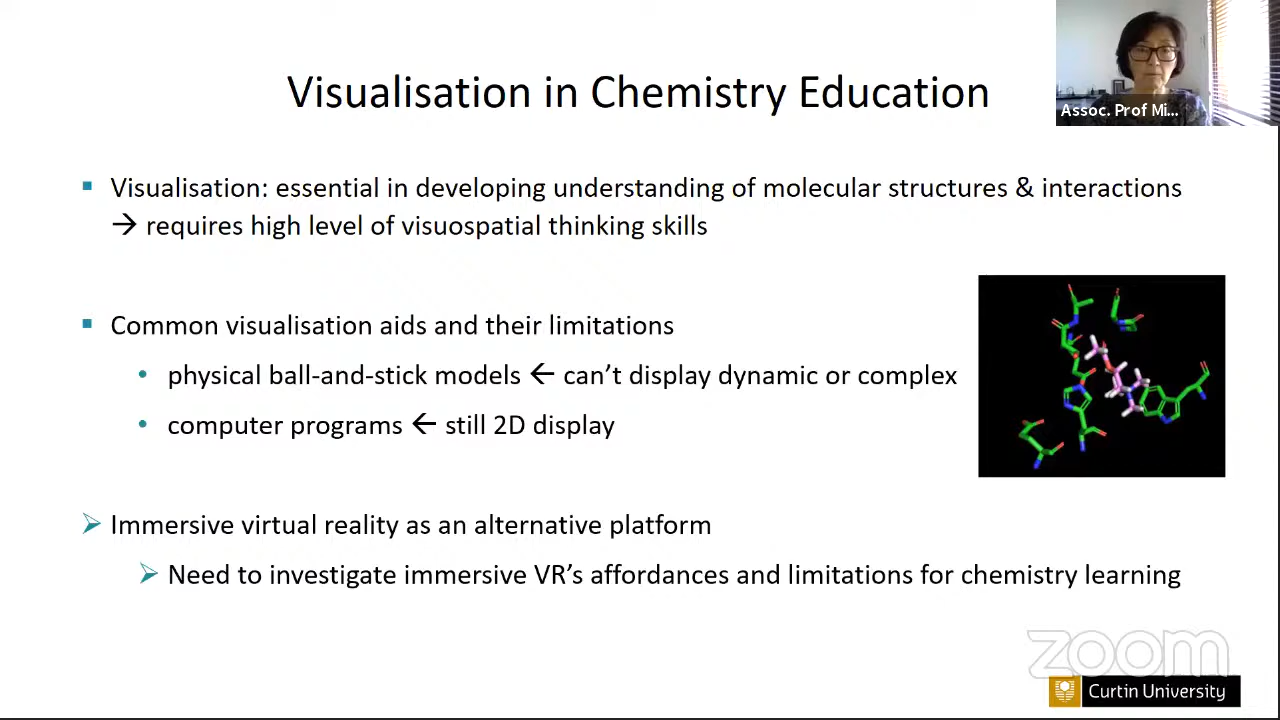 Visualisation in Chemistry Education
Assoc. Prof Mi...
Visualisation: essential in developing understanding of molecular structures & interactions
→ requires high level of visuospatial thinking skills
Common visualisation aids and their limitations
physical ball-and-stick models ← can't display dynamic or complex
computer programs ← still 2D display
Immersive virtual reality as an alternative platform
Need to investigate immersive VR's affordances and limitations for chemistry learning
zoom
Curtin University